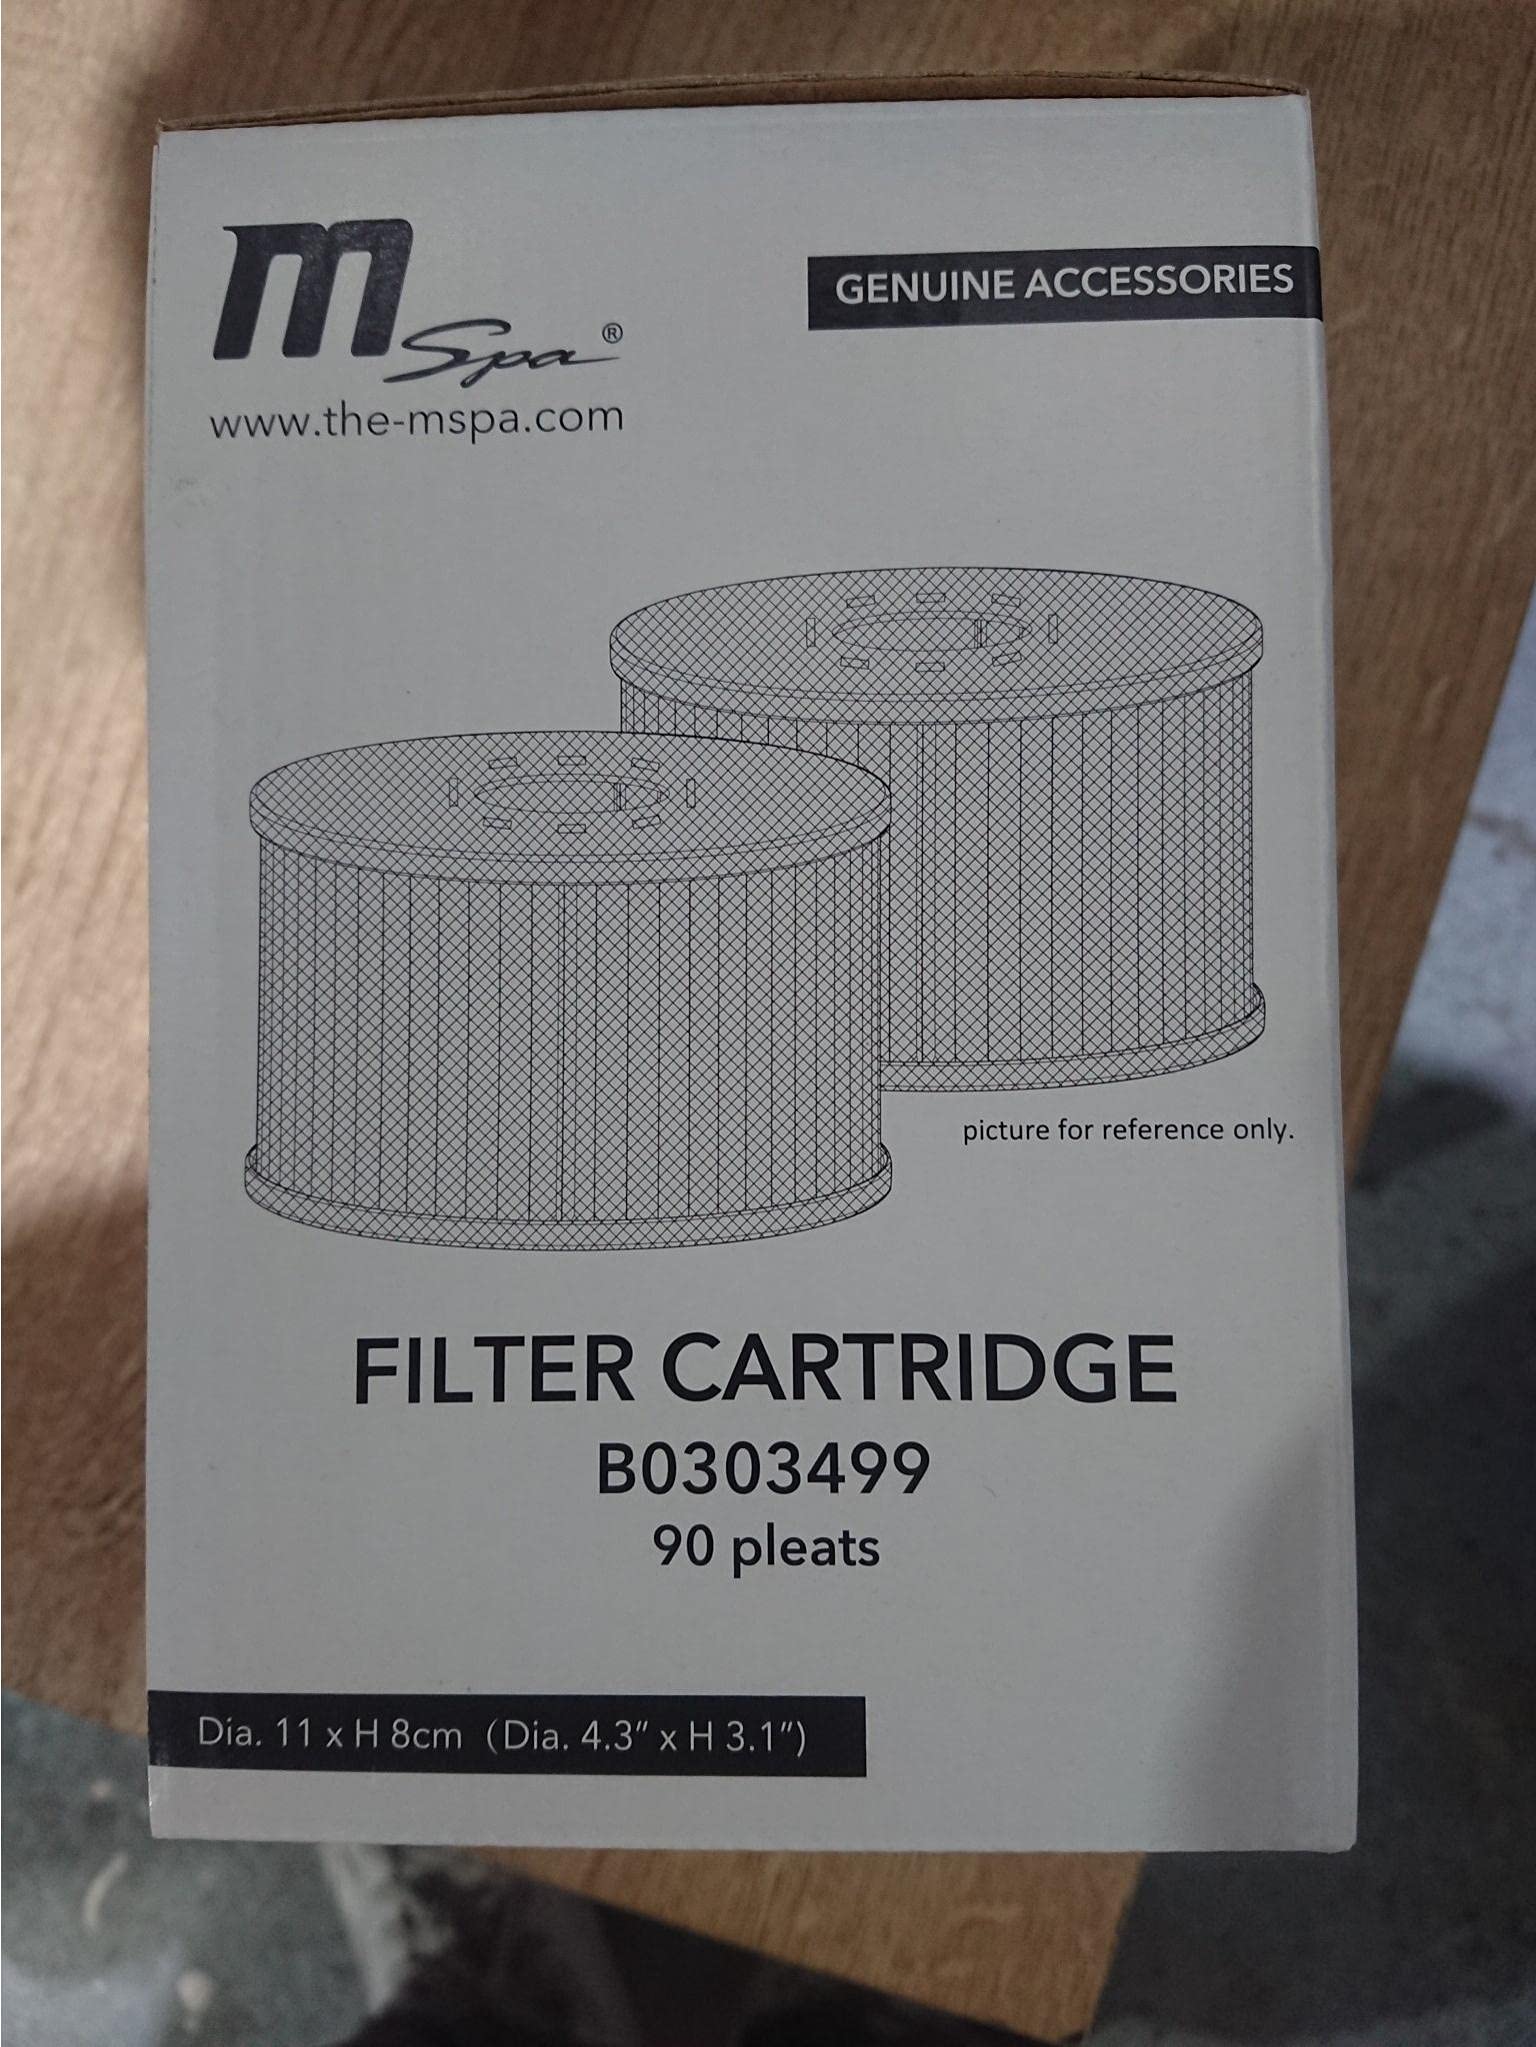 M Spa®
www.the-mspa.com
GENUINE ACCESSORIES
picture for reference only.
FILTER CARTRIDGE
B0303499
90 pleats
Dia. 11 x H 8cm (Dia. 4.3" x H 3.1")